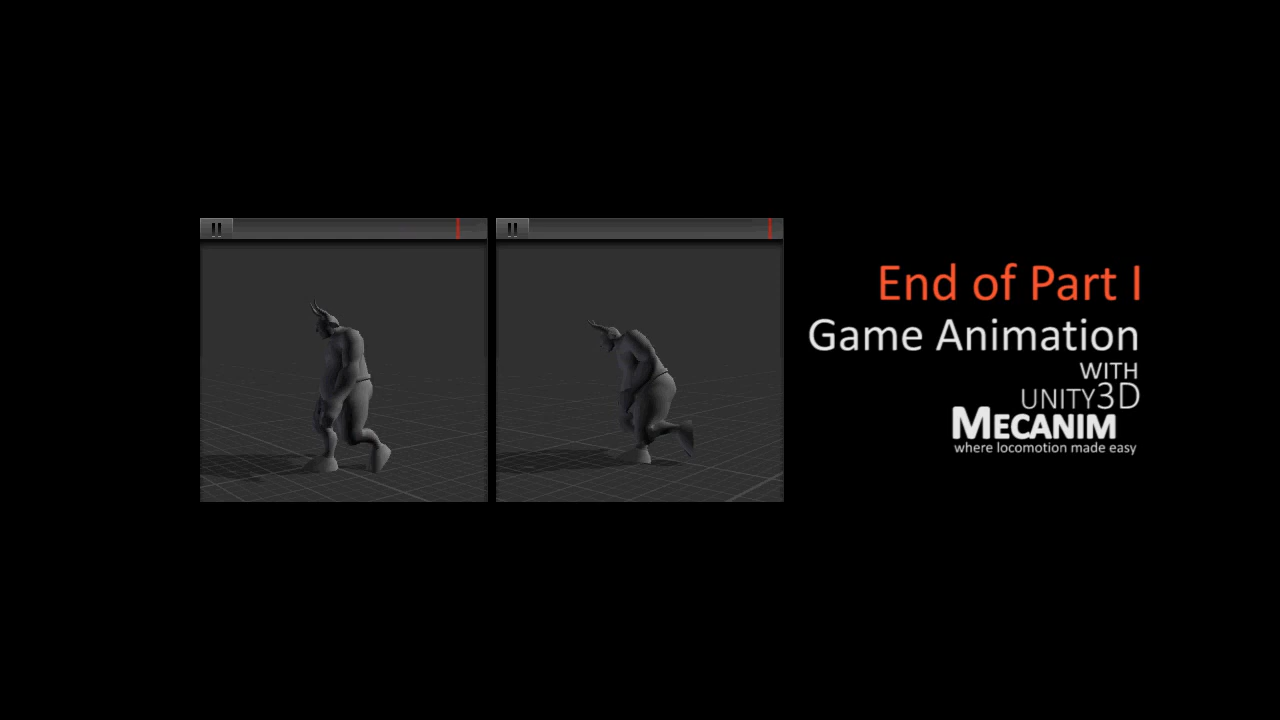 End of Part I
Game Animation
WITH
UNITY3D
MECANIM
where locomotion made easy